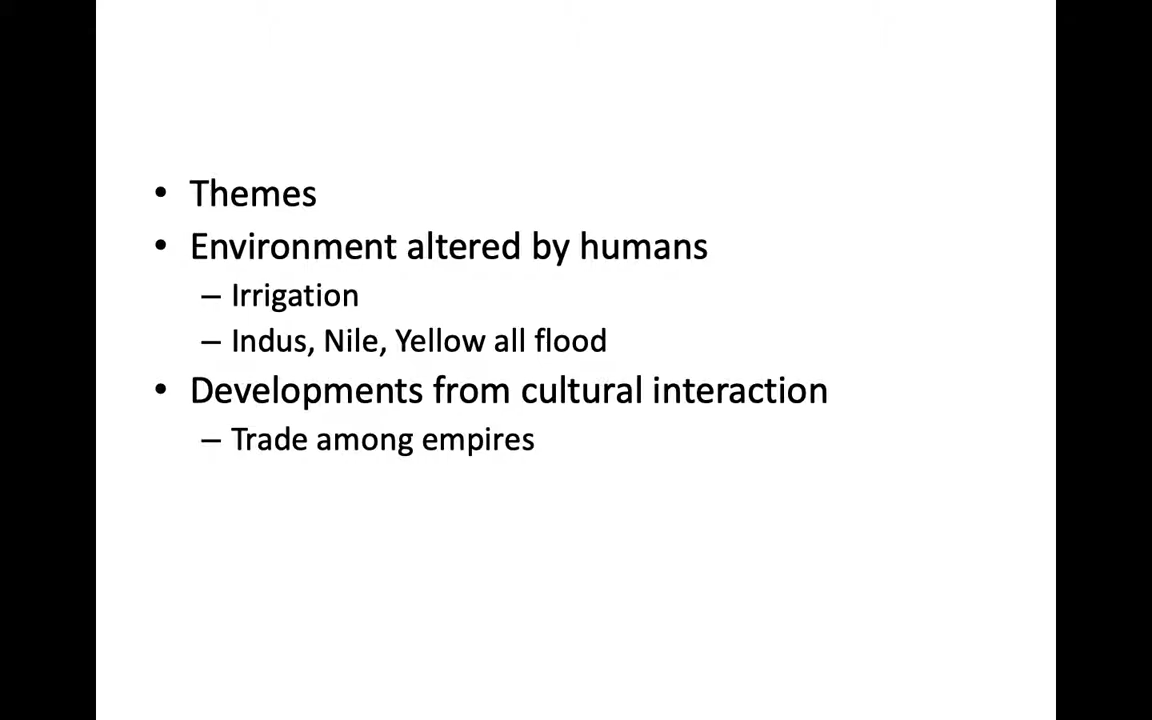 • Themes
• Environment altered by humans
– Irrigation
– Indus, Nile, Yellow all flood
• Developments from cultural interaction
– Trade among empires